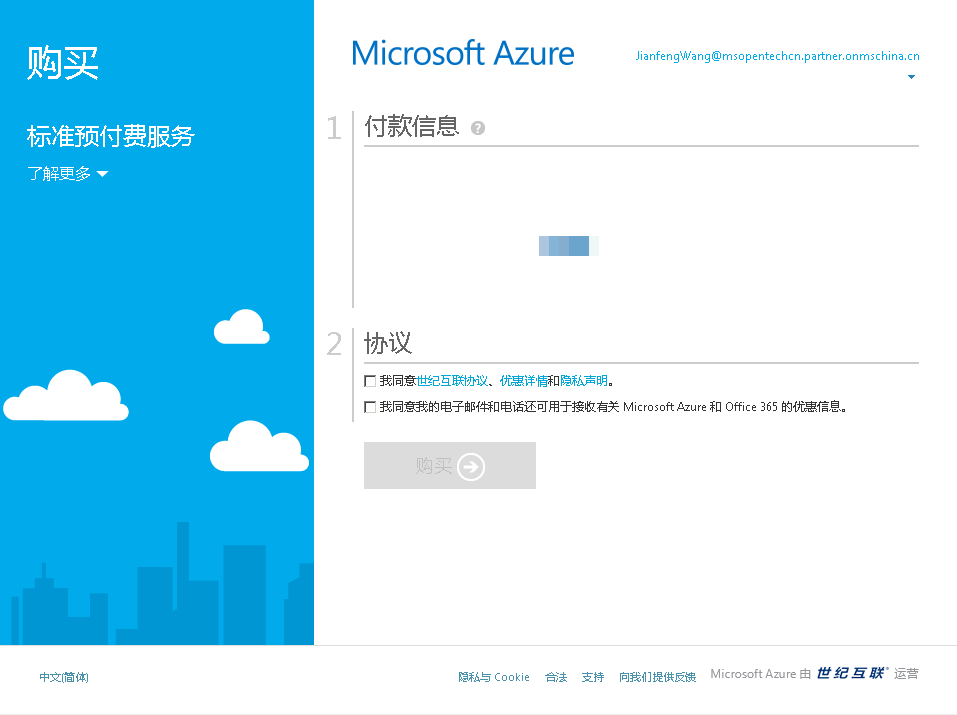 购买
标准预付费服务
了解更多
Microsoft Azure
JianfengWang@msopentechcn.partner.onmschina.cn
1 付款信息 ?
2 协议
我同意世纪互联协议、优惠详情和隐私声明。
我同意我的电子邮件和电话还可用于接收有关 Microsoft Azure 和 Office 365 的优惠信息。
购买
中文(简体) 隐私与 Cookie 合法 支持 向我们提供反馈 Microsoft Azure 由 世纪互联 运营